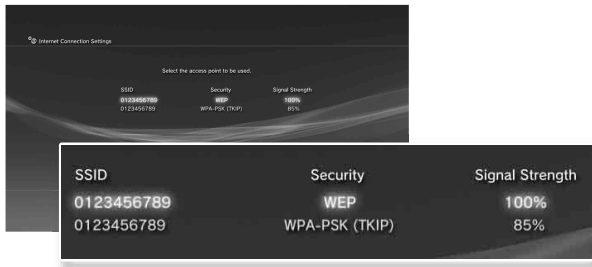 Internet Connection Settings
Select the access point to be used.
SSID Security Signal Strength
0123456789 WEP 100%
0123456789 WPA-PSK (TKIP) 85%
SSID Security Signal Strength
0123456789 WEP 100%
0123456789 WPA-PSK (TKIP) 85%